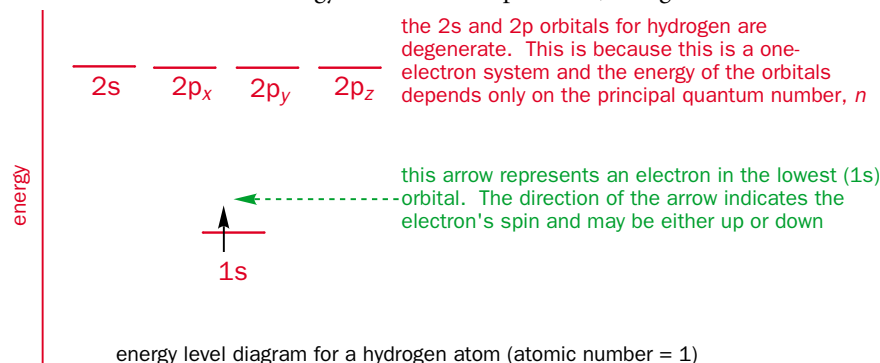 the 2s and 2p orbitals for hydrogen are
degenerate. This is because this is a one-
electron system and the energy of the orbitals
depends only on the principal quantum number, n
2s 2px 2py 2pz
energy
this arrow represents an electron in the lowest (1s)
orbital. The direction of the arrow indicates the
electron's spin and may be either up or down
1s
energy level diagram for a hydrogen atom (atomic number = 1)